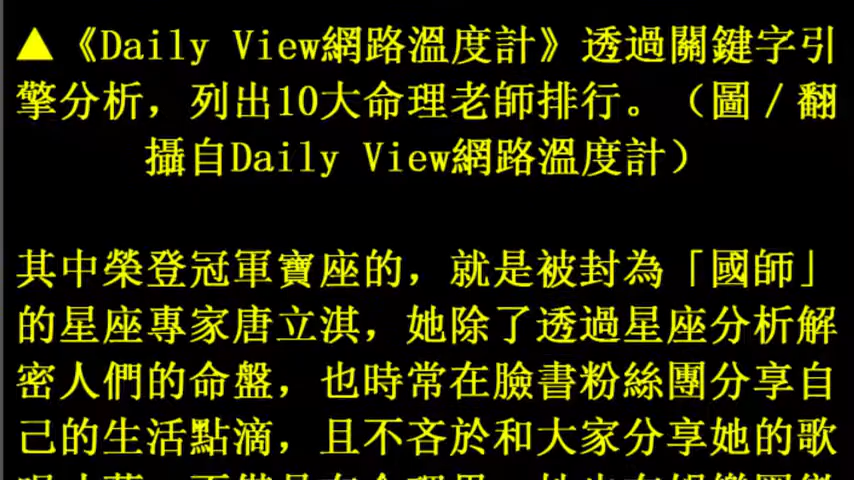 ▲《Daily View網路溫度計》透過關鍵字引
擎分析，列出10大命理老師排行。（圖／翻
攝自Daily View網路溫度計）
其中榮登冠軍寶座的，就是被封為「國師」
的星座專家唐立淇，她除了透過星座分析解
密人們的命盤，也時常在臉書粉絲團分享自
己的生活點滴，且不吝於和大家分享她的歌